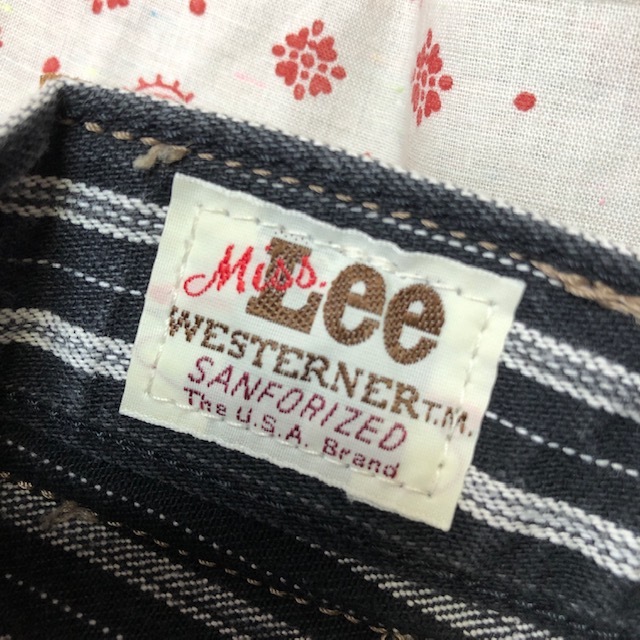 Miss. Lee
WESTERNER T.M.
SANFORIZED
The U.S.A. Brand